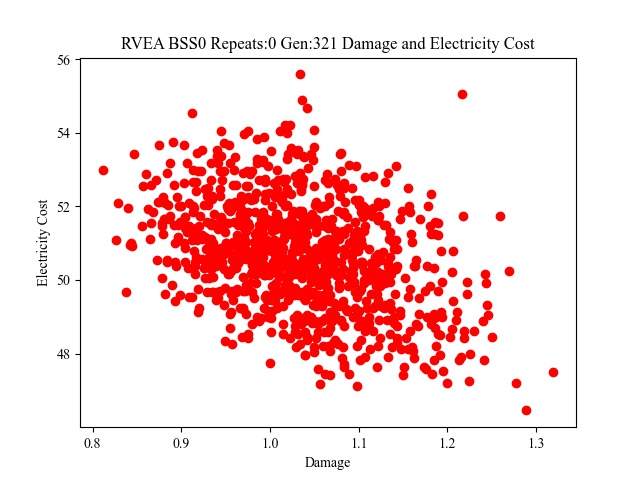 RVEA BSS0 Repeats:0 Gen:321 Damage and Electricity Cost
56
54
52
50
48
Electricity Cost
0.8 0.9 1.0 1.1 1.2 1.3
Damage